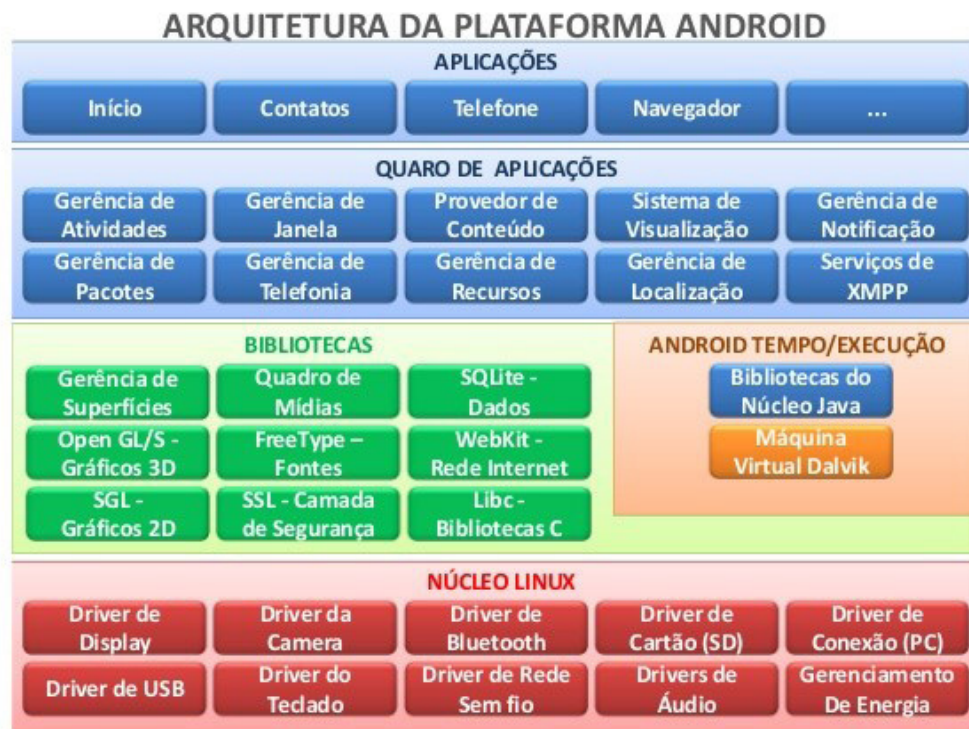 ARQUITETURA DA PLATAFORMA ANDROID
APLICAÇÕES
Início
Contatos
Telefone
Navegador
...
QUARO DE APLICAÇÕES
Gerência de
Atividades
Gerência de
Janela
Provedor de
Conteúdo
Sistema de
Visualização
Gerência de
Notificação
Gerência de
Pacotes
Gerência de
Telefonia
Gerência de
Recursos
Gerência de
Localização
Serviços de
XMPP
BIBLIOTECAS
Gerência de
Superfícies
Quadro de
Mídias
SQLite -
Dados
Open GL/S -
Gráficos 3D
FreeType –
Fontes
WebKit -
Rede Internet
SGL -
Gráficos 2D
SSL - Camada
de Segurança
Libc -
Bibliotecas C
ANDROID TEMPO/EXECUÇÃO
Bibliotecas do
Núcleo Java
Máquina
Virtual Dalvik
NÚCLEO LINUX
Driver de
Display
Driver da
Camera
Driver de
Bluetooth
Driver de
Cartão (SD)
Driver de
Conexão (PC)
Driver de USB
Driver do
Teclado
Driver de Rede
Sem fio
Drivers de
Áudio
Gerenciamento
De Energia